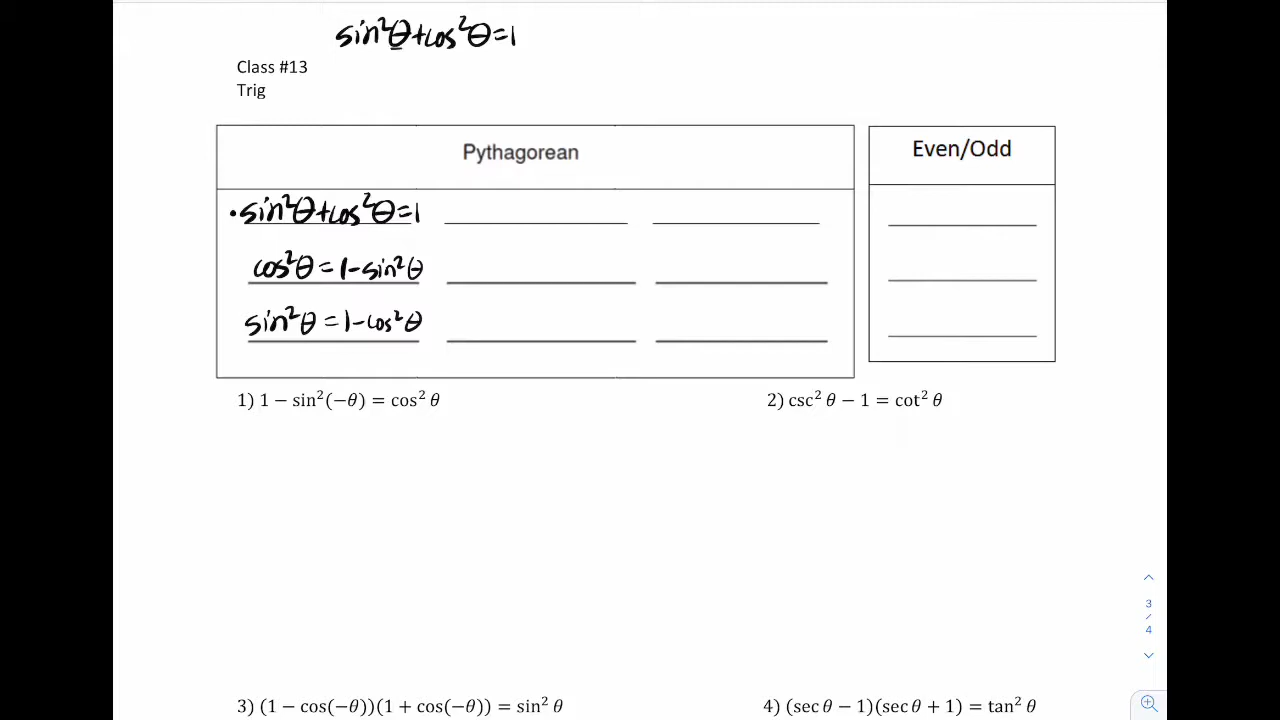 sin²θ+cos²θ=1
Class #13
Trig
Pythagorean
Even/Odd
• sin²θ+cos²θ=1
cos²θ = 1-sin²θ
sin²θ = 1-cos²θ
1) 1 − sin²(−θ) = cos² θ
2) csc² θ − 1 = cot² θ
3
/
4
3) (1 − cos(−θ))(1 + cos(−θ)) = sin² θ
4) (sec θ − 1)(sec θ + 1) = tan² θ